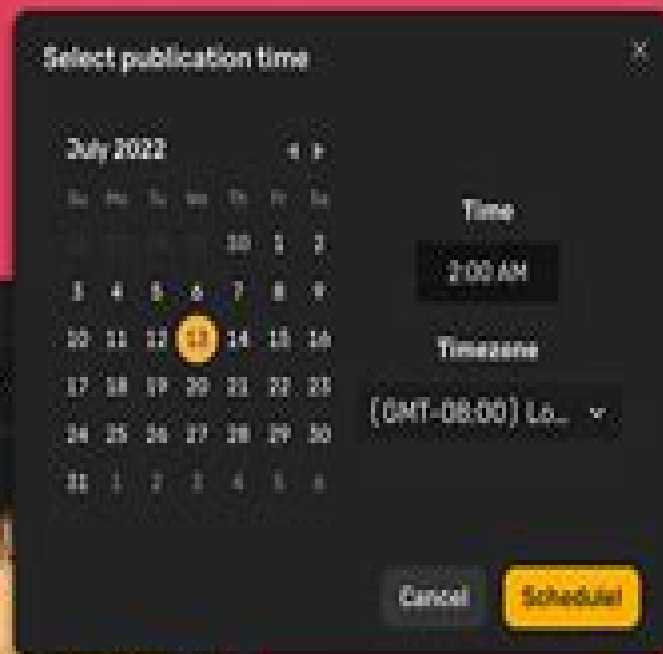 Select publication time
X
July 2022
Su Mo Tu We Th Fr Sa
30 1 2
3 4 5 6 7 8 9
10 11 12 13 14 15 16
17 18 19 20 21 22 23
24 25 26 27 28 29 30
31 1 2 3 4 5 6
Time
2:00 AM
Timezone
(GMT-08:00) Lo...
Cancel
Schedule!